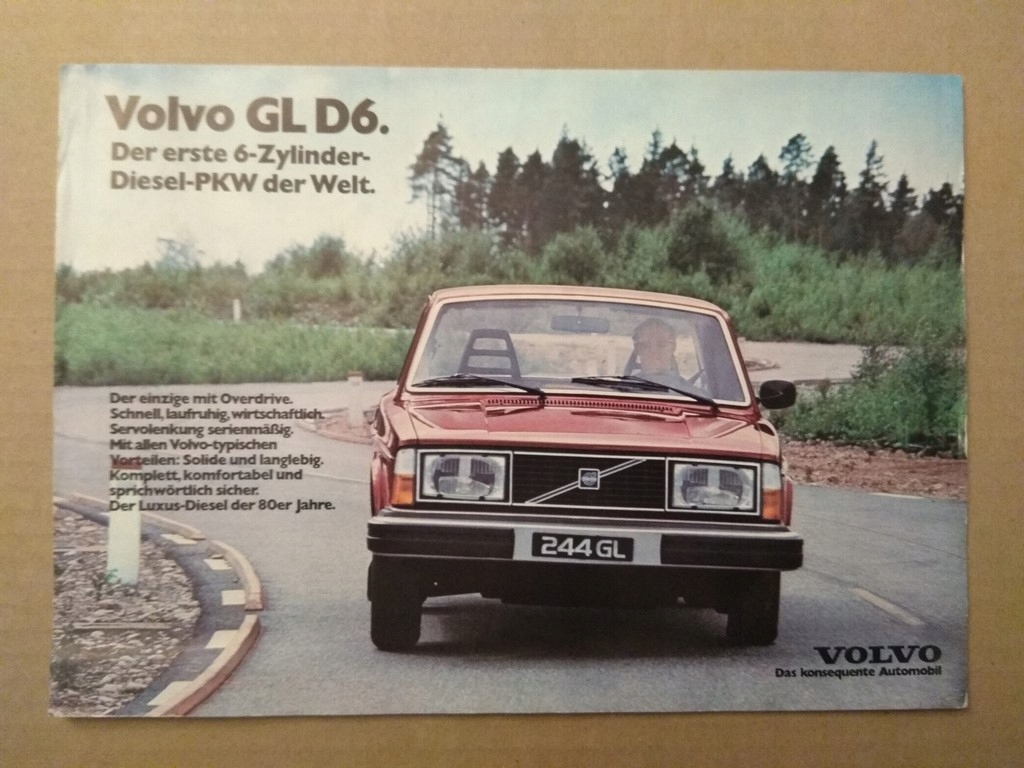 Volvo GL D6.
Der erste 6-Zylinder-
Diesel-PKW der Welt.
Der einzige mit Overdrive.
Schnell, laufruhig, wirtschaftlich.
Servolenkung serienmäßig.
Mit allen Volvo-typischen
Vorteilen: Solide und langlebig.
Komplett, komfortabel und
sprichwörtlich sicher.
Der Luxus-Diesel der 80er Jahre.
244 GL
VOLVO
Das konsequente Automobil